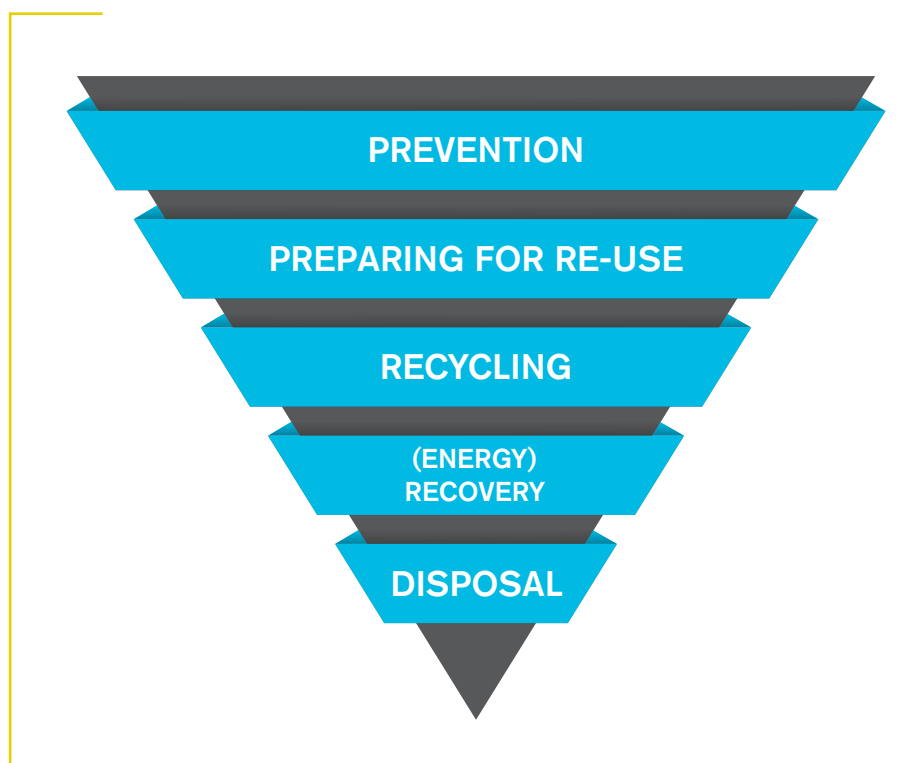 PREVENTION
PREPARING FOR RE-USE
RECYCLING
(ENERGY)
RECOVERY
DISPOSAL